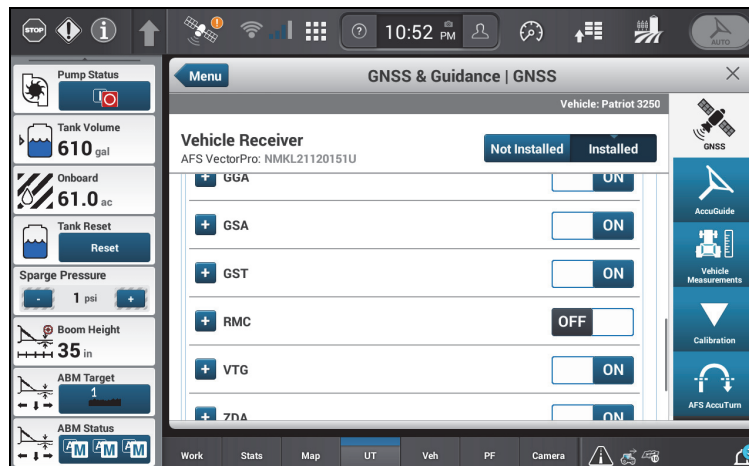 STOP
?
10:52 PM
AUTO
Pump Status
Tank Volume
610 gal
Onboard
61.0 ac
Tank Reset
Reset
Sparge Pressure
- 1 psi +
Boom Height
35 in
ABM Target
1
ABM Status
M M M
Menu
GNSS & Guidance | GNSS
Vehicle: Patriot 3250
Vehicle Receiver
AFS VectorPro: NMKL21120151U
Not Installed Installed
+ GGA ON
+ GSA ON
+ GST ON
+ RMC OFF
+ VTG ON
+ ZDA ON
GNSS
AccuGuide
Vehicle
Measurements
Calibration
AFS AccuTurn
Work Stats Map UT Veh PF Camera